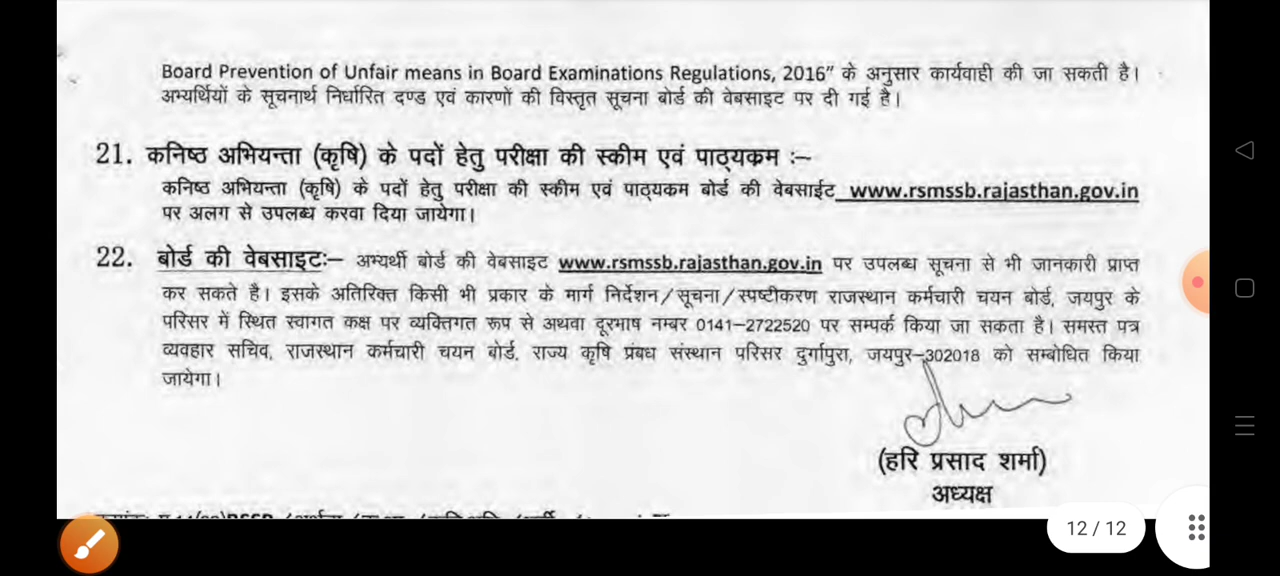 Board Prevention of Unfair means in Board Examinations Regulations, 2016" के अनुसार कार्यवाही की जा सकती है।
अभ्यर्थियों के सूचनार्थ निर्धारित दण्ड एवं कारणों की विस्तृत सूचना बोर्ड की वेबसाइट पर दी गई है।
21. कनिष्ठ अभियन्ता (कृषि) के पदों हेतु परीक्षा की स्कीम एवं पाठ्यकम :–
कनिष्ठ अभियन्ता (कृषि) के पदों हेतु परीक्षा की स्कीम एवं पाठ्यकम बोर्ड की वेबसाईट www.rsmssb.rajasthan.gov.in
पर अलग से उपलब्ध करवा दिया जायेगा।
22. बोर्ड की वेबसाइटः– अभ्यर्थी बोर्ड की वेबसाइट www.rsmssb.rajasthan.gov.in पर उपलब्ध सूचना से भी जानकारी प्राप्त
कर सकते है। इसके अतिरिक्त किसी भी प्रकार के मार्ग निर्देशन/सूचना/स्पष्टीकरण राजस्थान कर्मचारी चयन बोर्ड, जयपुर के
परिसर में स्थित स्वागत कक्ष पर व्यक्तिगत रूप से अथवा दूरभाष नम्बर 0141–2722520 पर सम्पर्क किया जा सकता है। समस्त पत्र
व्यवहार सचिव, राजस्थान कर्मचारी चयन बोर्ड, राज्य कृषि प्रंबध संस्थान परिसर दुर्गापुरा, जयपुर–302018 को सम्बोधित किया
जायेगा।
(हरि प्रसाद शर्मा)
अध्यक्ष
12 / 12